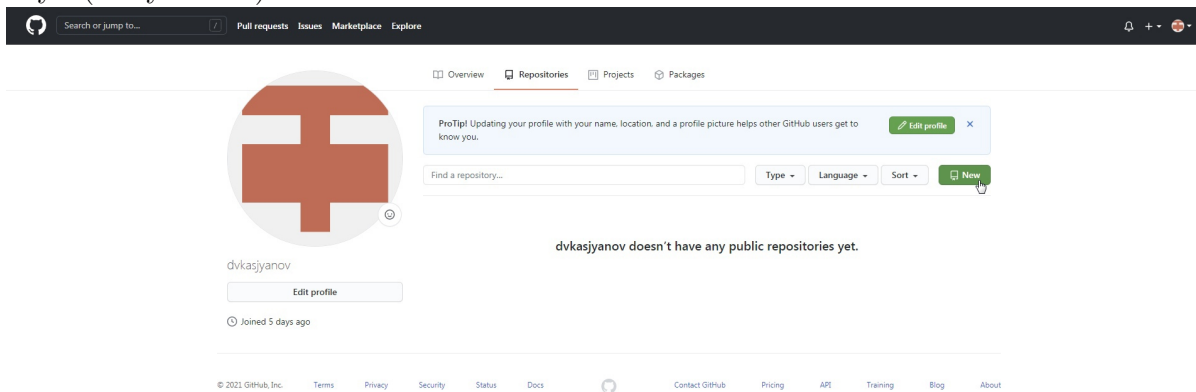 Search or jump to... / Pull requests Issues Marketplace Explore
Overview Repositories Projects Packages
ProTip! Updating your profile with your name, location, and a profile picture helps other GitHub users get to
know you.
Edit profile
Find a repository... Type Language Sort New
dvkasjyanov doesn't have any public repositories yet.
dvkasjyanov
Edit profile
Joined 5 days ago
© 2021 GitHub, Inc. Terms Privacy Security Status Docs Contact GitHub Pricing API Training Blog About